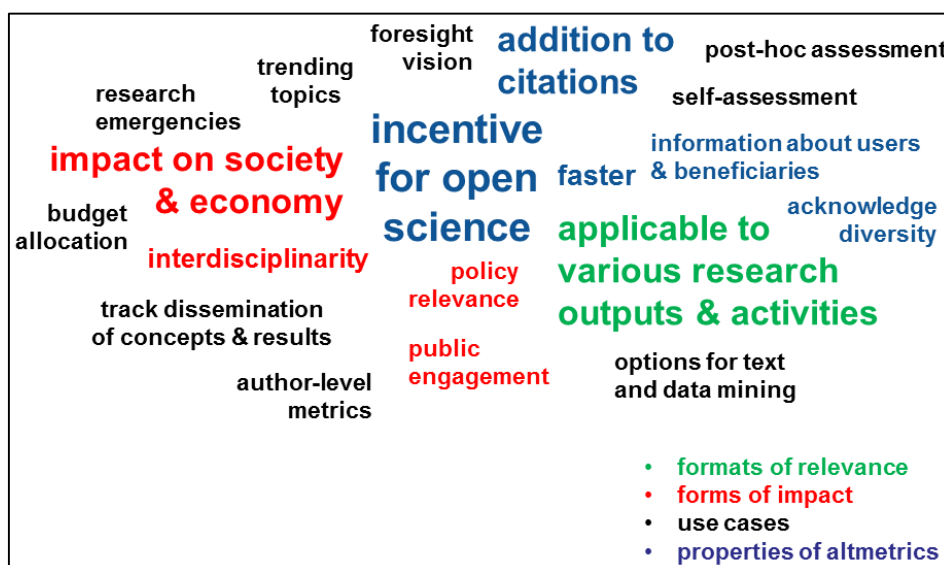 foresight
vision
addition to
citations
post-hoc assessment
trending
topics
self-assessment
research
emergencies
incentive
for open
science
impact on society
& economy
information about users
& beneficiaries
faster
budget
allocation
acknowledge
diversity
applicable to
various research
outputs & activities
interdisciplinarity
policy
relevance
track dissemination
of concepts & results
public
engagement
options for text
and data mining
author-level
metrics
• formats of relevance
• forms of impact
• use cases
• properties of altmetrics